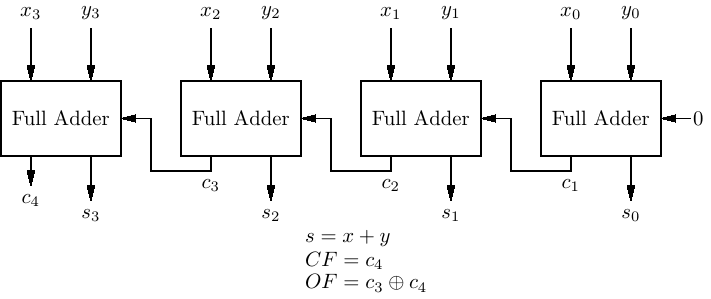 x₃ y₃ x₂ y₂ x₁ y₁ x₀ y₀
Full Adder Full Adder Full Adder Full Adder 0
c₃ c₂ c₁
c₄
s₃ s₂ s₁ s₀
s = x + y
CF = c₄
OF = c₃ ⊕ c₄